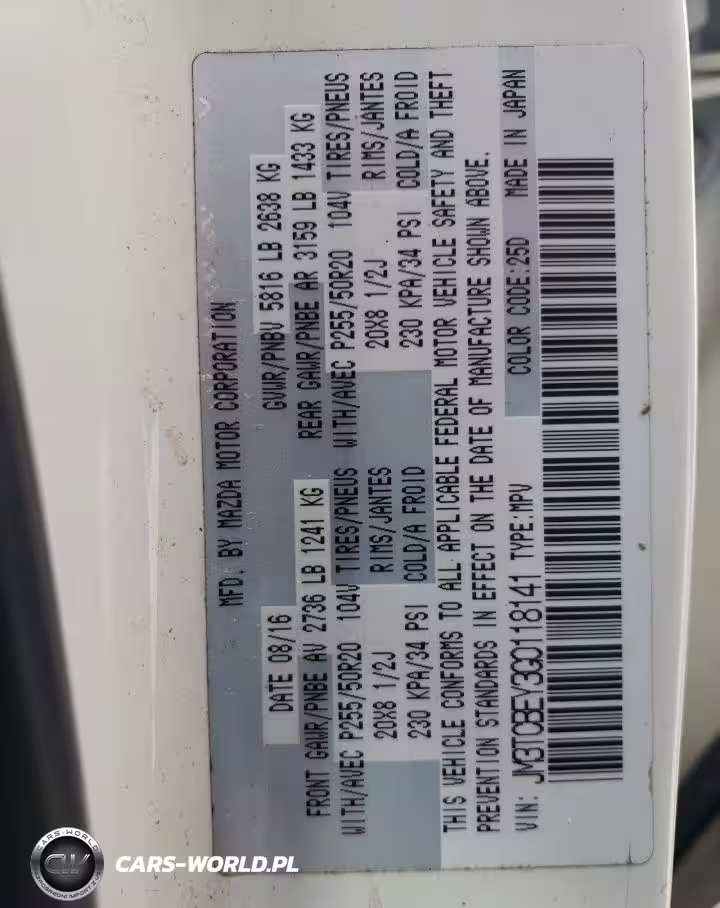 MFD. BY MAZDA MOTOR CORPORATION
DATE 08/16 GVWR/PNBV 5816 LB 2638 KG
FRONT GAWR/PNBE AV 2736 LB 1241 KG REAR GAWR/PNBE AR 3159 LB 1433 KG
WITH/AVEC P255/50R20 104V TIRES/PNEUS WITH/AVEC P255/50R20 104V TIRES/PNEUS
20X8 1/2J RIMS/JANTES 20X8 1/2J RIMS/JANTES
230 KPA/34 PSI COLD/A FROID 230 KPA/34 PSI COLD/A FROID
THIS VEHICLE CONFORMS TO ALL APPLICABLE FEDERAL MOTOR VEHICLE SAFETY AND THEFT
PREVENTION STANDARDS IN EFFECT ON THE DATE OF MANUFACTURE SHOWN ABOVE.
VIN: JM3TCBEY3G0118141 TYPE:MPV COLOR CODE:25D MADE IN JAPAN
CARS-WORLD
CW
CARS-WORLD.PL